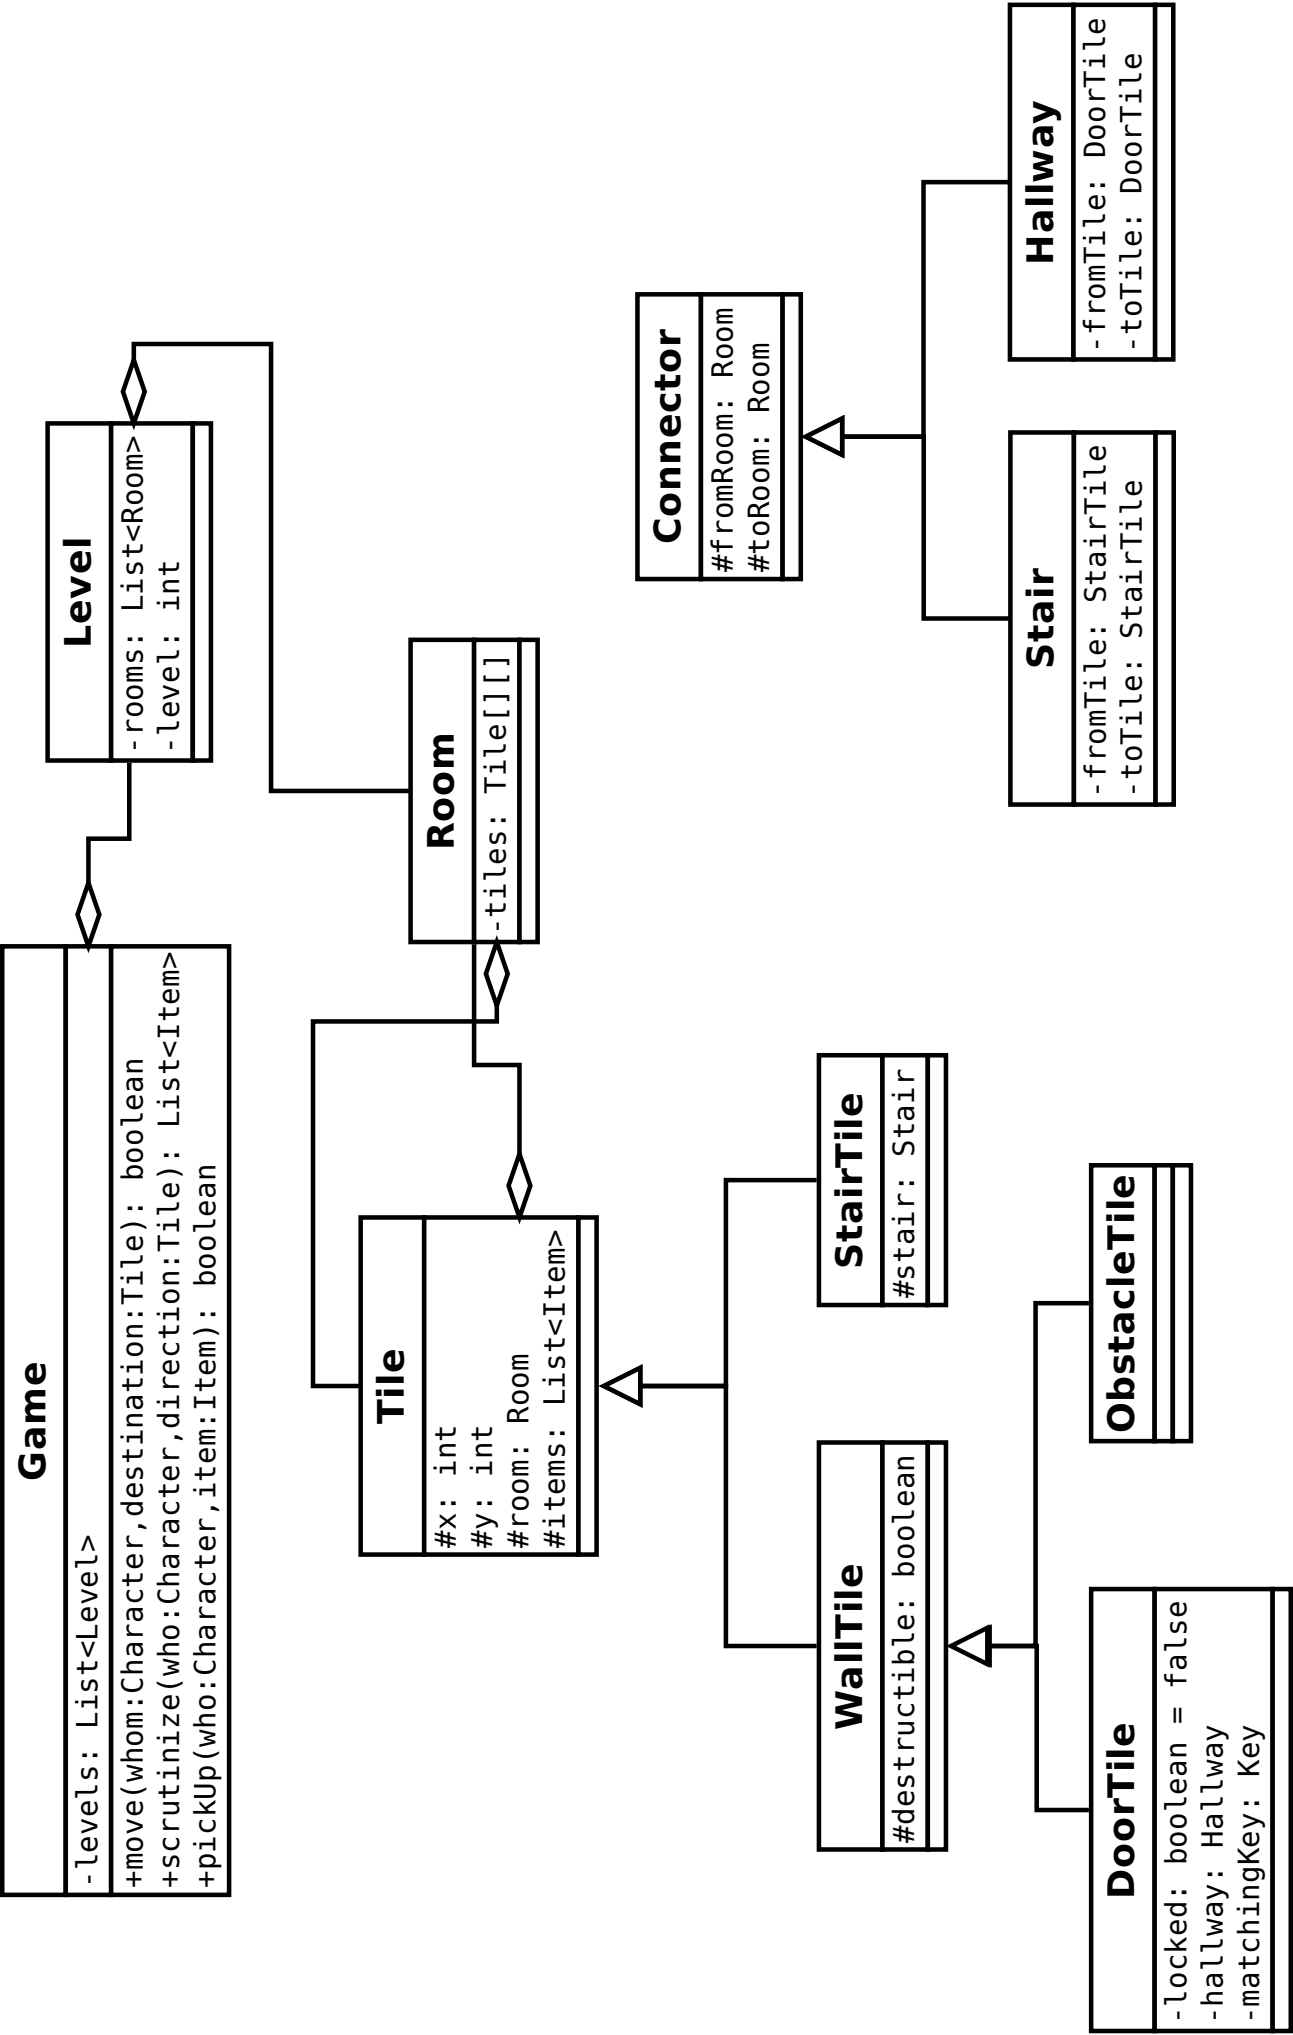 Game
-levels: List<Level>
+move(whom:Character,destination:Tile): boolean
+scrutinize(who:Character,direction:Tile): List<Item>
+pickUp(who:Character,item:Item): boolean
Level
-rooms: List<Room>
-level: int
Tile
#x: int
#y: int
#room: Room
#items: List<Item>
Room
-tiles: Tile[][]
Connector
#fromRoom: Room
#toRoom: Room
WallTile
#destructible: boolean
StairTile
#stair: Stair
Stair
-fromTile: StairTile
-toTile: StairTile
Hallway
-fromTile: DoorTile
-toTile: DoorTile
DoorTile
-locked: boolean = false
-hallway: Hallway
-matchingKey: Key
ObstacleTile